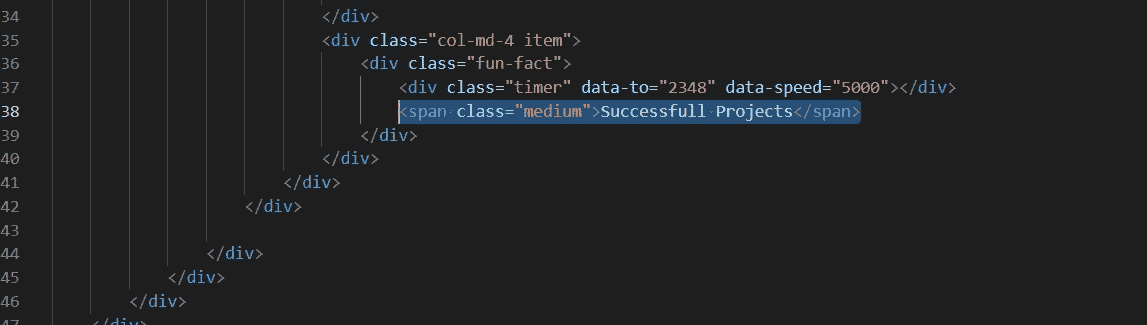 34 </div>
35 <div class="col-md-4 item">
36 <div class="fun-fact">
37 <div class="timer" data-to="2348" data-speed="5000"></div>
38 <span class="medium">Successfull Projects</span>
39 </div>
40 </div>
41 </div>
42 </div>
43
44 </div>
45 </div>
46 </div>
47 </div>